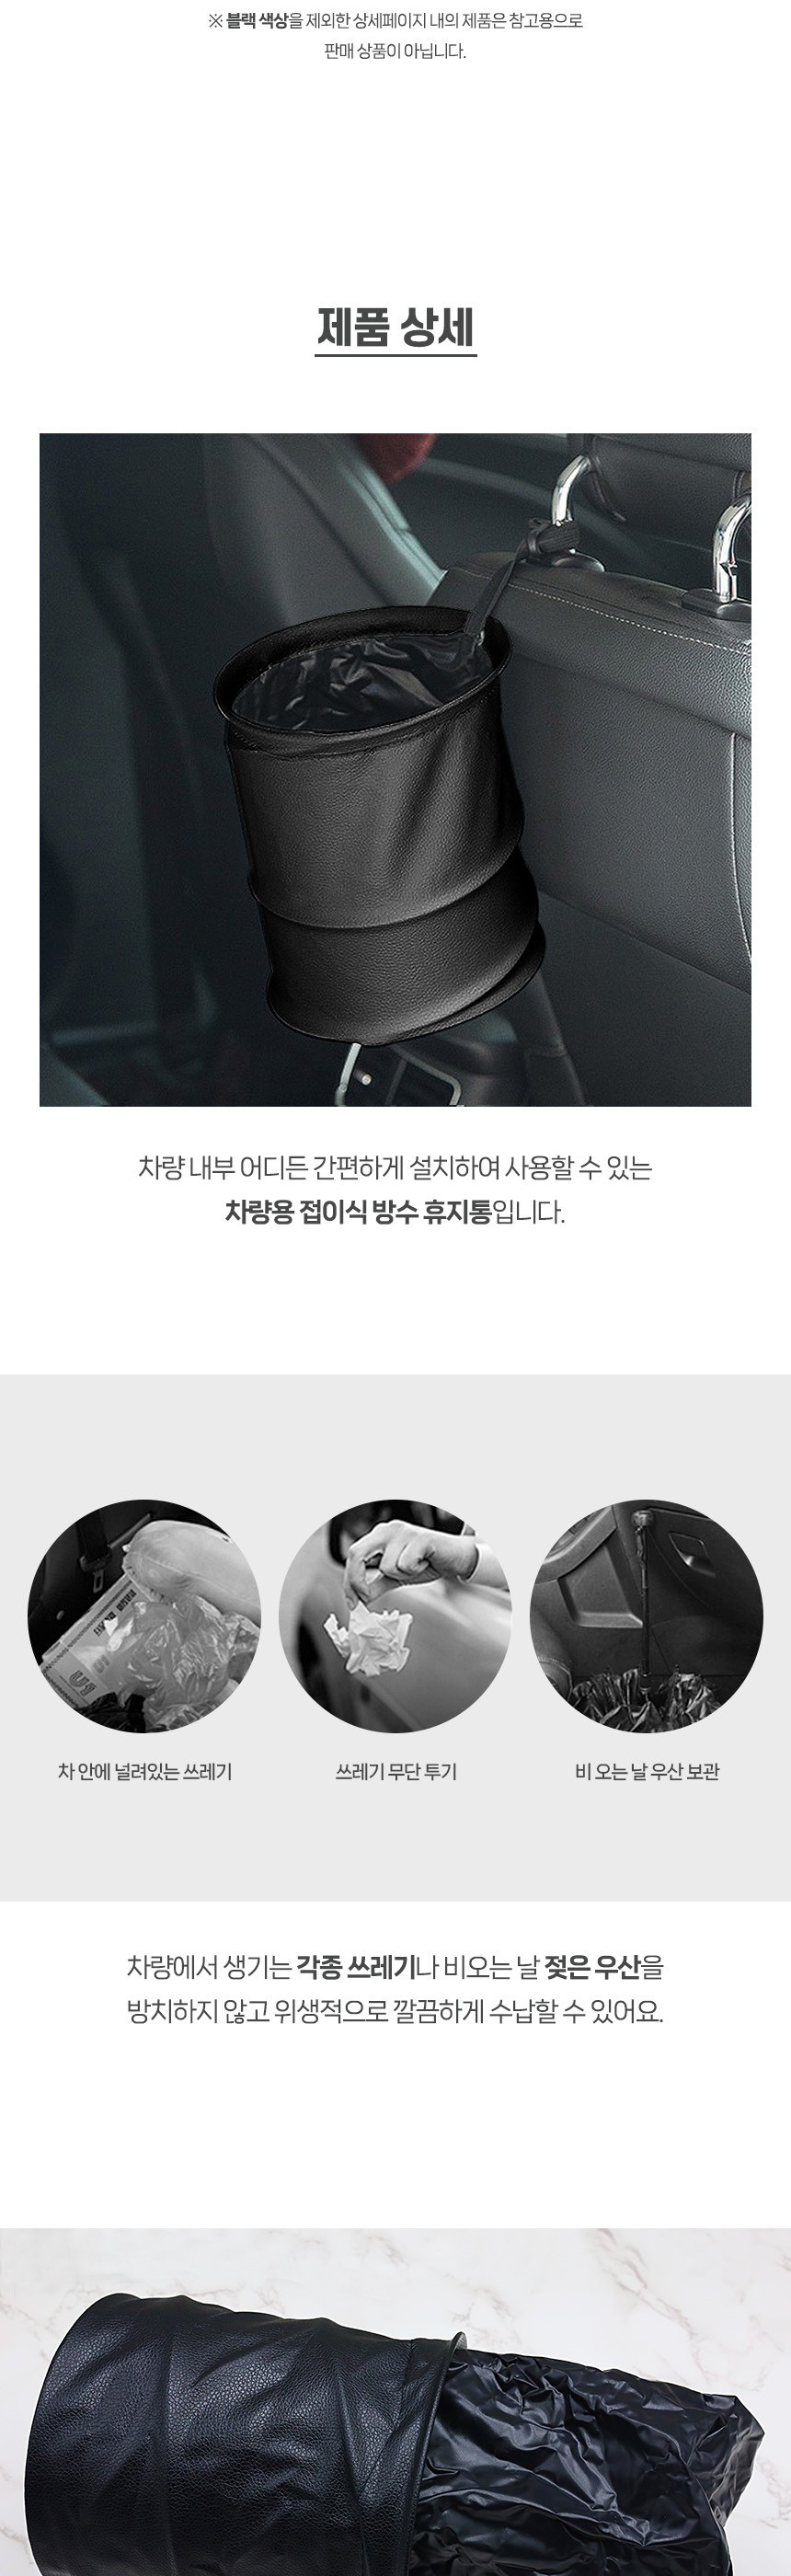 ※ 블랙 색상을 제외한 상세페이지 내의 제품은 참고용으로
판매 상품이 아닙니다.
제품 상세
차량 내부 어디든 간편하게 설치하여 사용할 수 있는
차량용 접이식 방수 휴지통입니다.
차 안에 널려있는 쓰레기
쓰레기 무단 투기
비 오는 날 우산 보관
차량에서 생기는 각종 쓰레기나 비오는 날 젖은 우산을
방치하지 않고 위생적으로 깔끔하게 수납할 수 있어요.